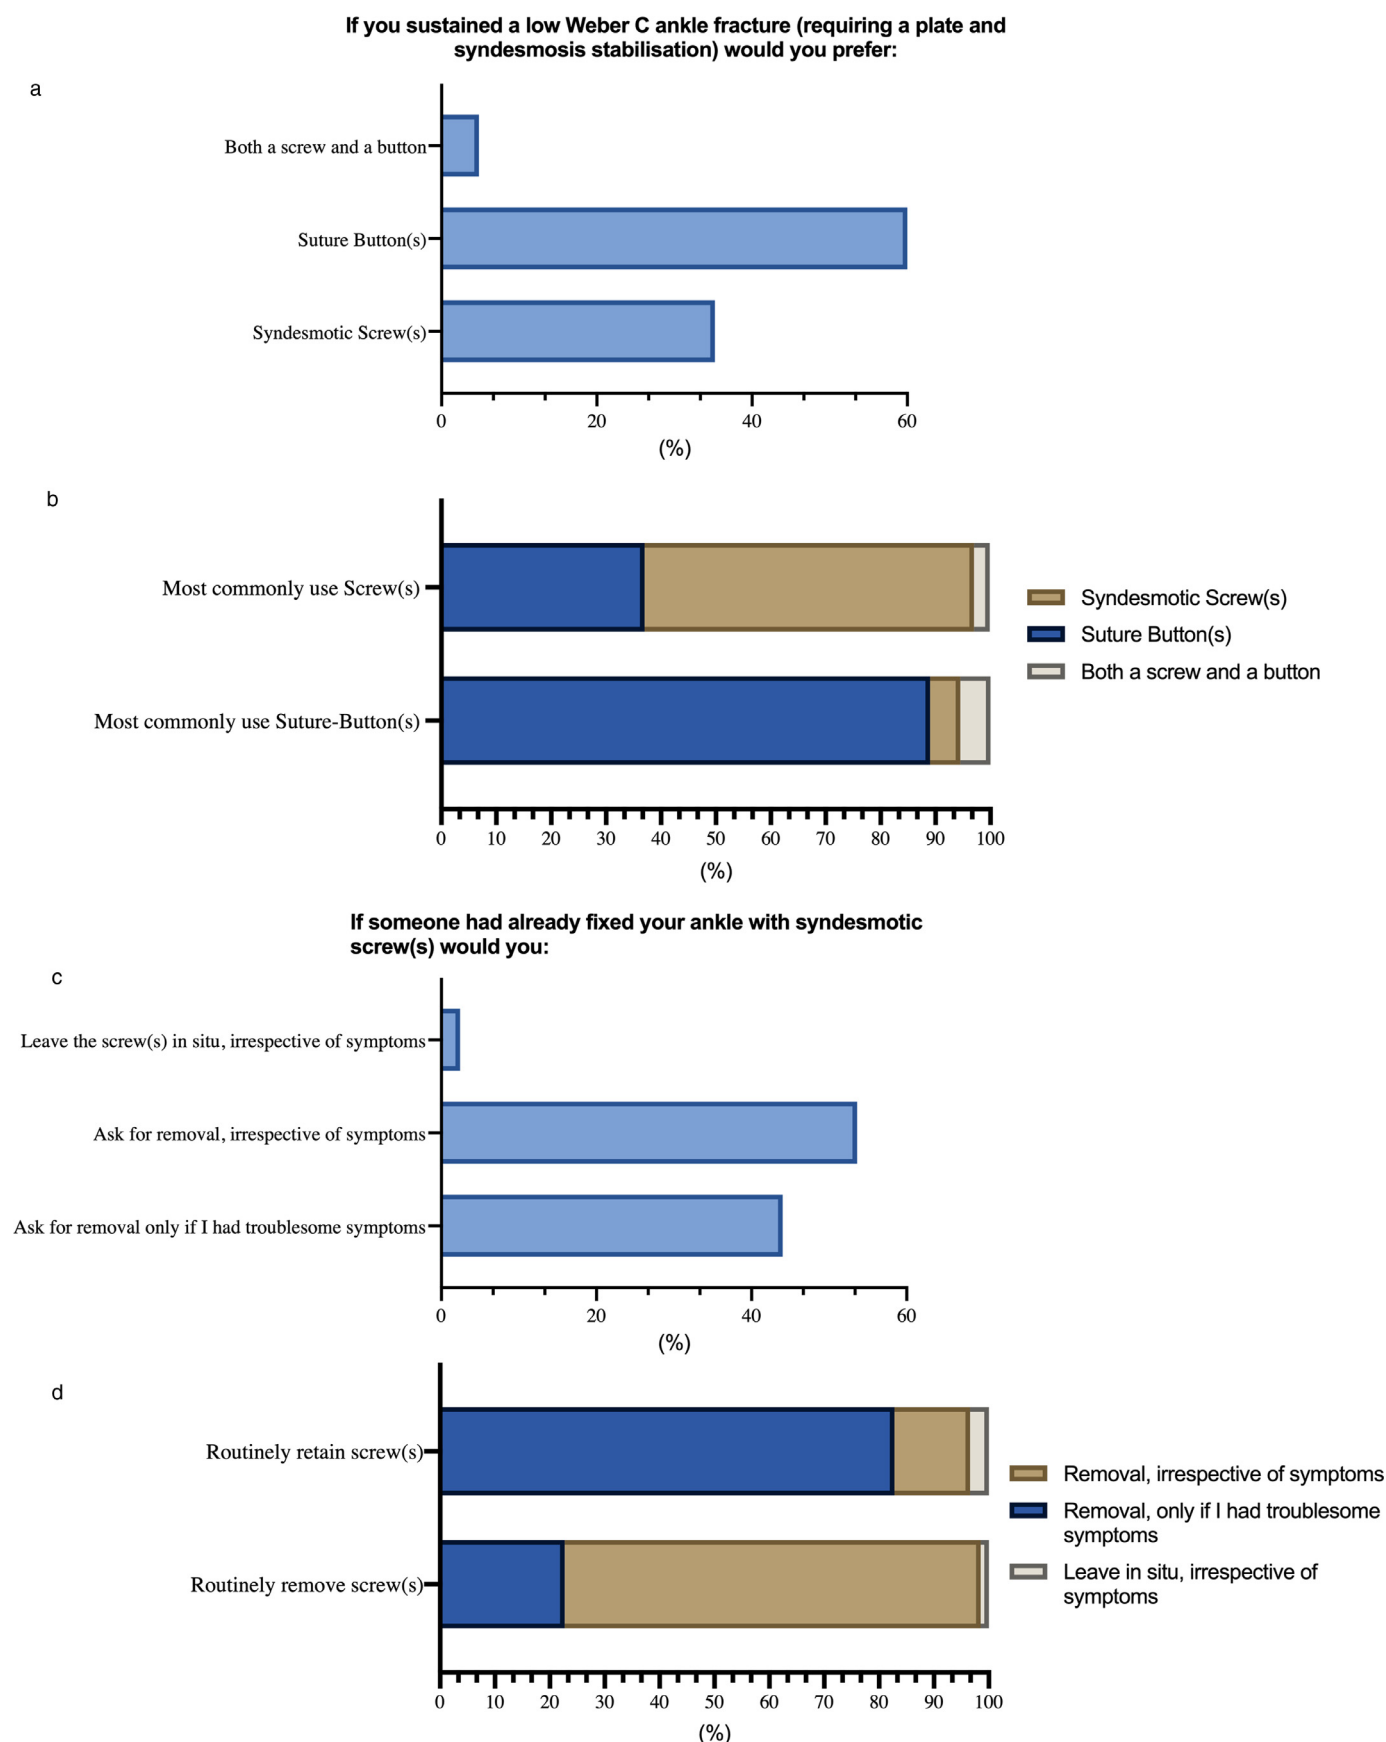 If you sustained a low Weber C ankle fracture (requiring a plate and
syndesmosis stabilisation) would you prefer:
a
Both a screw and a button
Suture Button(s)
Syndesmotic Screw(s)
0 20 40 60
(%)
b
Most commonly use Screw(s)
Most commonly use Suture-Button(s)
Syndesmotic Screw(s)
Suture Button(s)
Both a screw and a button
0 10 20 30 40 50 60 70 80 90 100
(%)
If someone had already fixed your ankle with syndesmotic
screw(s) would you:
c
Leave the screw(s) in situ, irrespective of symptoms
Ask for removal, irrespective of symptoms
Ask for removal only if I had troublesome symptoms
0 20 40 60
(%)
d
Routinely retain screw(s)
Routinely remove screw(s)
Removal, irrespective of symptoms
Removal, only if I had troublesome
symptoms
Leave in situ, irrespective of
symptoms
0 10 20 30 40 50 60 70 80 90 100
(%)